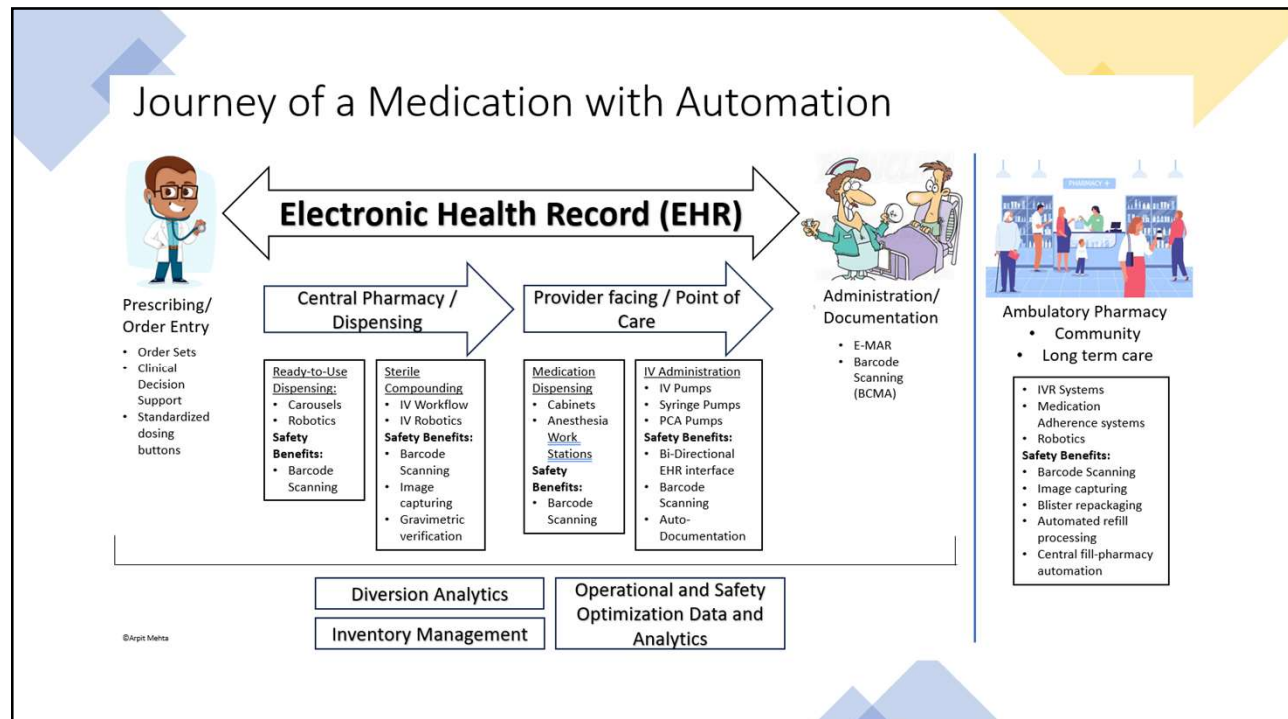 Journey of a Medication with Automation
Electronic Health Record (EHR)
Prescribing/
Order Entry
• Order Sets
• Clinical
Decision
Support
• Standardized
dosing
buttons
Central Pharmacy /
Dispensing
Ready-to-Use
Dispensing:
• Carousels
• Robotics
Safety
Benefits:
• Barcode
Scanning
Sterile
Compounding
• IV Workflow
• IV Robotics
Safety Benefits:
• Barcode
Scanning
• Image
capturing
• Gravimetric
verification
Provider facing / Point of
Care
Medication
Dispensing
• Cabinets
• Anesthesia
Work
Stations
Safety
Benefits:
• Barcode
Scanning
IV Administration
• IV Pumps
• Syringe Pumps
• PCA Pumps
Safety Benefits:
• Bi-Directional
EHR interface
• Barcode
Scanning
• Auto-
Documentation
Administration/
Documentation
• E-MAR
• Barcode
Scanning
(BCMA)
PHARMACY +
Ambulatory Pharmacy
• Community
• Long term care
• IVR Systems
• Medication
Adherence systems
• Robotics
Safety Benefits:
• Barcode Scanning
• Image capturing
• Blister repackaging
• Automated refill
processing
• Central fill-pharmacy
automation
Diversion Analytics
Inventory Management
Operational and Safety
Optimization Data and
Analytics
©Arpit Mehta